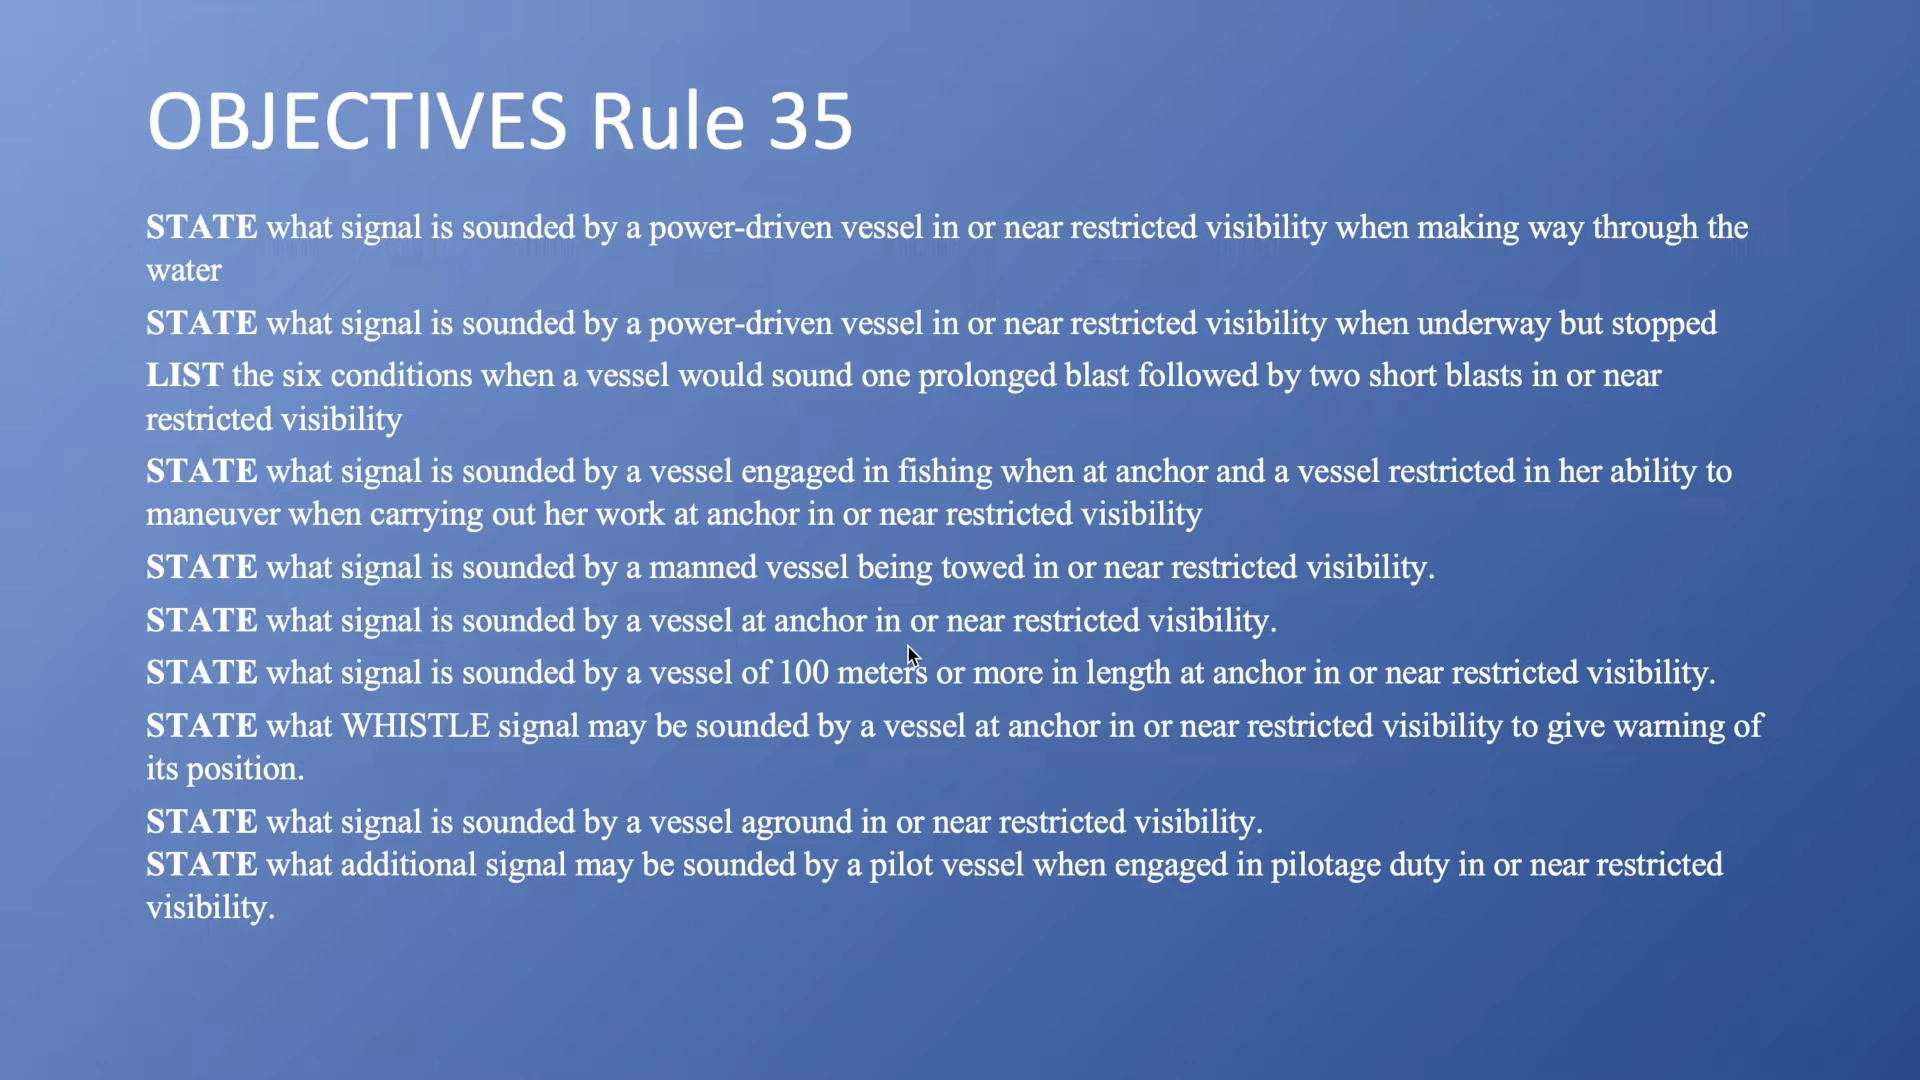 OBJECTIVES Rule 35
STATE what signal is sounded by a power-driven vessel in or near restricted visibility when making way through the
water
STATE what signal is sounded by a power-driven vessel in or near restricted visibility when underway but stopped
LIST the six conditions when a vessel would sound one prolonged blast followed by two short blasts in or near
restricted visibility
STATE what signal is sounded by a vessel engaged in fishing when at anchor and a vessel restricted in her ability to
maneuver when carrying out her work at anchor in or near restricted visibility
STATE what signal is sounded by a manned vessel being towed in or near restricted visibility.
STATE what signal is sounded by a vessel at anchor in or near restricted visibility.
STATE what signal is sounded by a vessel of 100 meters or more in length at anchor in or near restricted visibility.
STATE what WHISTLE signal may be sounded by a vessel at anchor in or near restricted visibility to give warning of
its position.
STATE what signal is sounded by a vessel aground in or near restricted visibility.
STATE what additional signal may be sounded by a pilot vessel when engaged in pilotage duty in or near restricted
visibility.